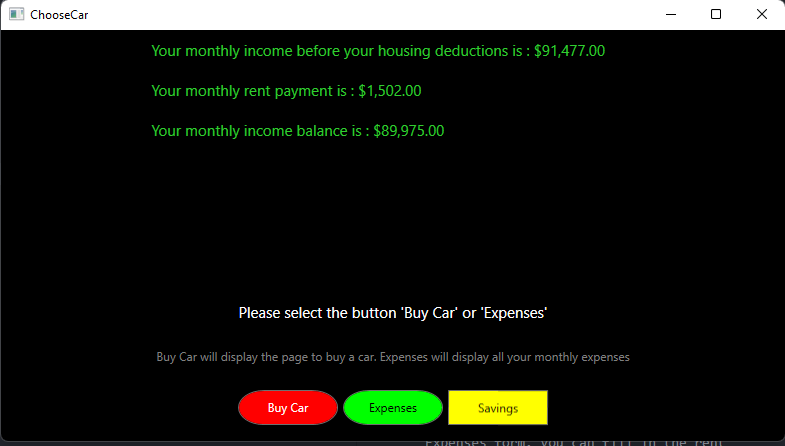 ChooseCar
Your monthly income before your housing deductions is : $91,477.00
Your monthly rent payment is : $1,502.00
Your monthly income balance is : $89,975.00
Please select the button 'Buy Car' or 'Expenses'
Buy Car will display the page to buy a car. Expenses will display all your monthly expenses
Buy Car
Expenses
Savings
Expenses form, you can fill in the rent